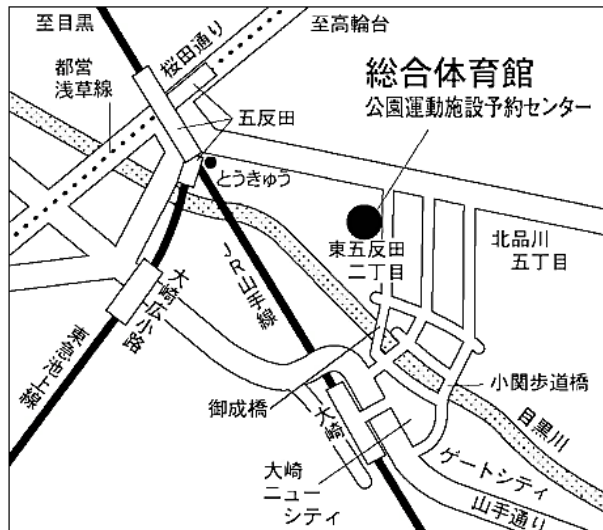 至目黒
桜田通り
至高輪台
都営
浅草線
総合体育館
公園運動施設予約センター
五反田
とうきゅう
東五反田
二丁目
北品川
五丁目
JR山手線
大崎広小路
東急池上線
御成橋
大崎
小関歩道橋
目黒川
大崎
ニュー
シティ
ゲートシティ
山手通り